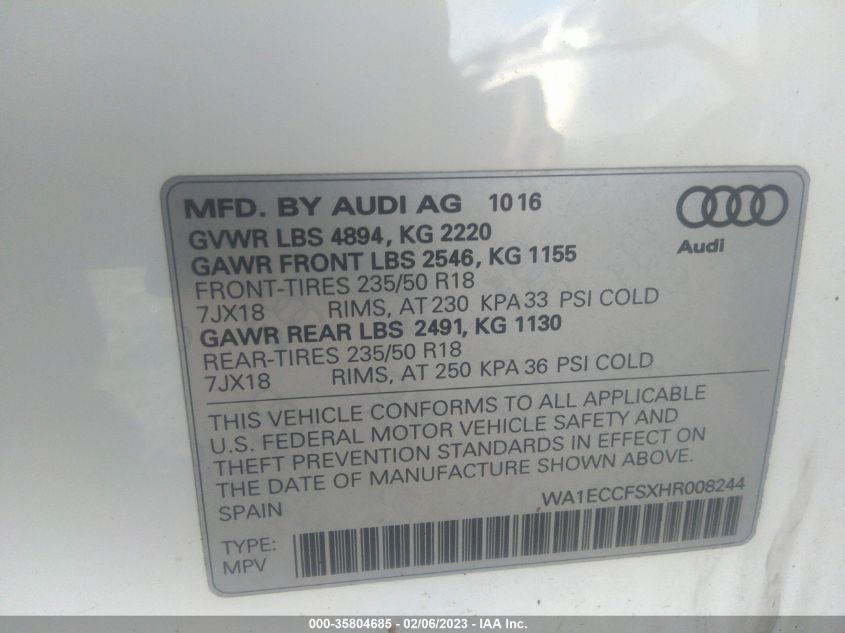 MFD. BY AUDI AG 10 16
Audi
GVWR LBS 4894, KG 2220
GAWR FRONT LBS 2546, KG 1155
FRONT-TIRES 235/50 R18
7JX18 RIMS, AT 230 KPA 33 PSI COLD
GAWR REAR LBS 2491, KG 1130
REAR-TIRES 235/50 R18
7JX18 RIMS, AT 250 KPA 36 PSI COLD
THIS VEHICLE CONFORMS TO ALL APPLICABLE
U.S. FEDERAL MOTOR VEHICLE SAFETY AND
THEFT PREVENTION STANDARDS IN EFFECT ON
THE DATE OF MANUFACTURE SHOWN ABOVE.
SPAIN WA1ECCFSXHR008244
TYPE:
MPV
000-35804685 - 02/06/2023 - IAA Inc.